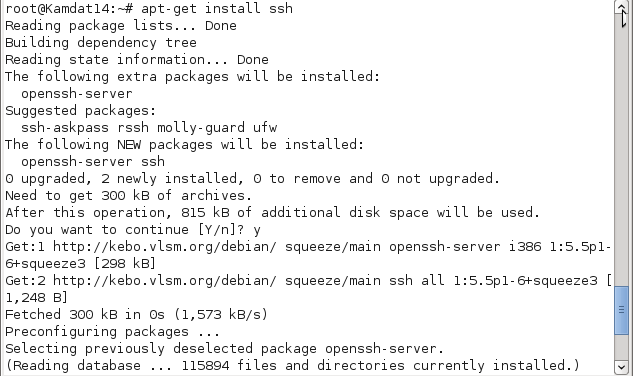 root@Kamdat14:~# apt-get install ssh
Reading package lists... Done
Building dependency tree
Reading state information... Done
The following extra packages will be installed:
  openssh-server
Suggested packages:
  ssh-askpass rssh molly-guard ufw
The following NEW packages will be installed:
  openssh-server ssh
0 upgraded, 2 newly installed, 0 to remove and 0 not upgraded.
Need to get 300 kB of archives.
After this operation, 815 kB of additional disk space will be used.
Do you want to continue [Y/n]? y
Get:1 http://kebo.vlsm.org/debian/ squeeze/main openssh-server i386 1:5.5p1-
6+squeeze3 [298 kB]
Get:2 http://kebo.vlsm.org/debian/ squeeze/main ssh all 1:5.5p1-6+squeeze3 [
1,248 B]
Fetched 300 kB in 0s (1,573 kB/s)
Preconfiguring packages ...
Selecting previously deselected package openssh-server.
(Reading database ... 115894 files and directories currently installed.)